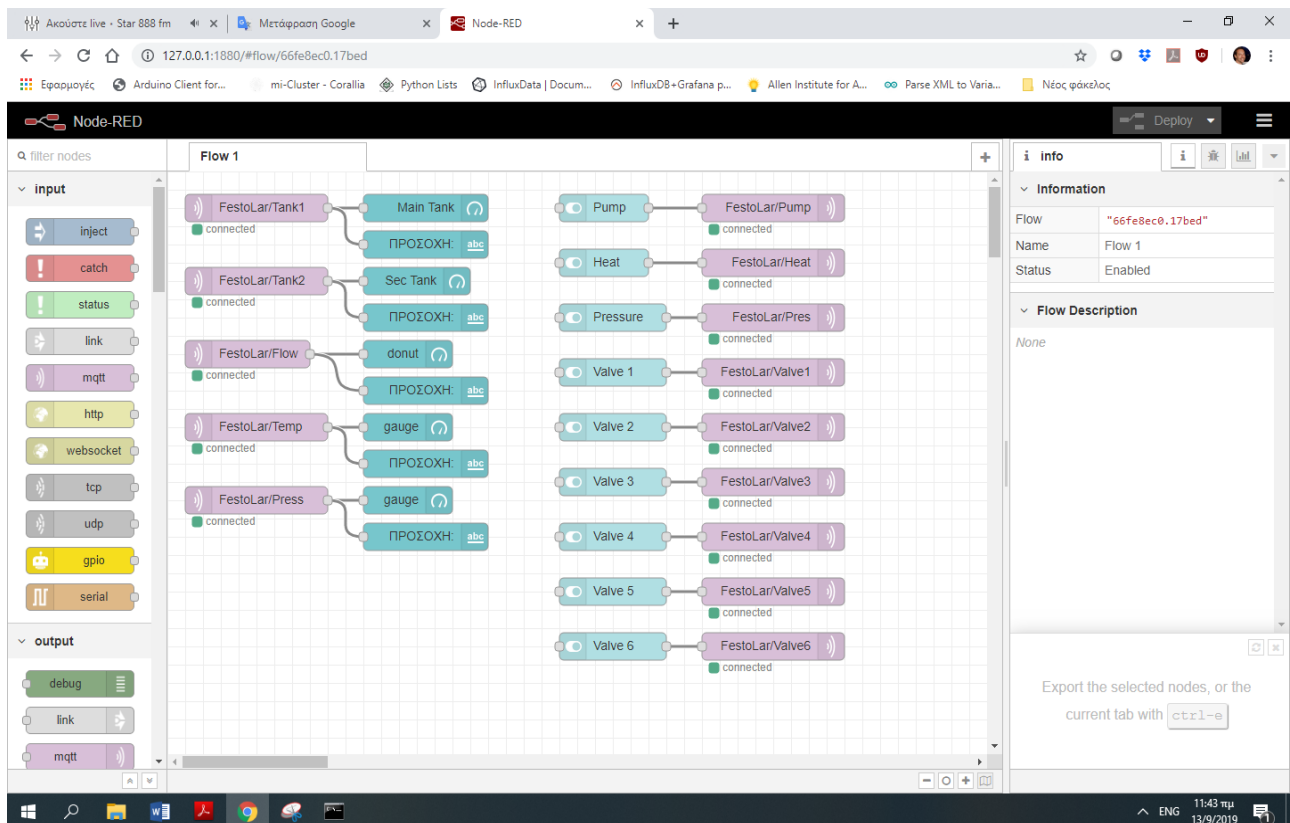 Ακούστε live - Star 888 fm
Μετάφραση Google
Node-RED
127.0.0.1:1880/#flow/66fe8ec0.17bed
Εφαρμογές
Arduino Client for...
mi-Cluster - Corallia
Python Lists
InfluxData | Docum...
InfluxDB+Grafana p...
Allen Institute for A...
Parse XML to Varia...
Νέος φάκελος
Node-RED
Deploy
filter nodes
Flow 1
i info
input
inject
catch
status
link
mqtt
http
websocket
tcp
udp
gpio
serial
output
debug
link
mqtt
FestoLar/Tank1
connected
Main Tank
ΠΡΟΣΟΧΗ: abc
FestoLar/Tank2
connected
Sec Tank
ΠΡΟΣΟΧΗ: abc
FestoLar/Flow
connected
donut
ΠΡΟΣΟΧΗ: abc
FestoLar/Temp
connected
gauge
ΠΡΟΣΟΧΗ: abc
FestoLar/Press
connected
gauge
ΠΡΟΣΟΧΗ: abc
Pump
FestoLar/Pump
connected
Heat
FestoLar/Heat
connected
Pressure
FestoLar/Pres
connected
Valve 1
FestoLar/Valve1
connected
Valve 2
FestoLar/Valve2
connected
Valve 3
FestoLar/Valve3
connected
Valve 4
FestoLar/Valve4
connected
Valve 5
FestoLar/Valve5
connected
Valve 6
FestoLar/Valve6
connected
Information
Flow "66fe8ec0.17bed"
Name Flow 1
Status Enabled
Flow Description
None
Export the selected nodes, or the
current tab with ctrl-e
ENG
11:43 πμ
13/9/2019